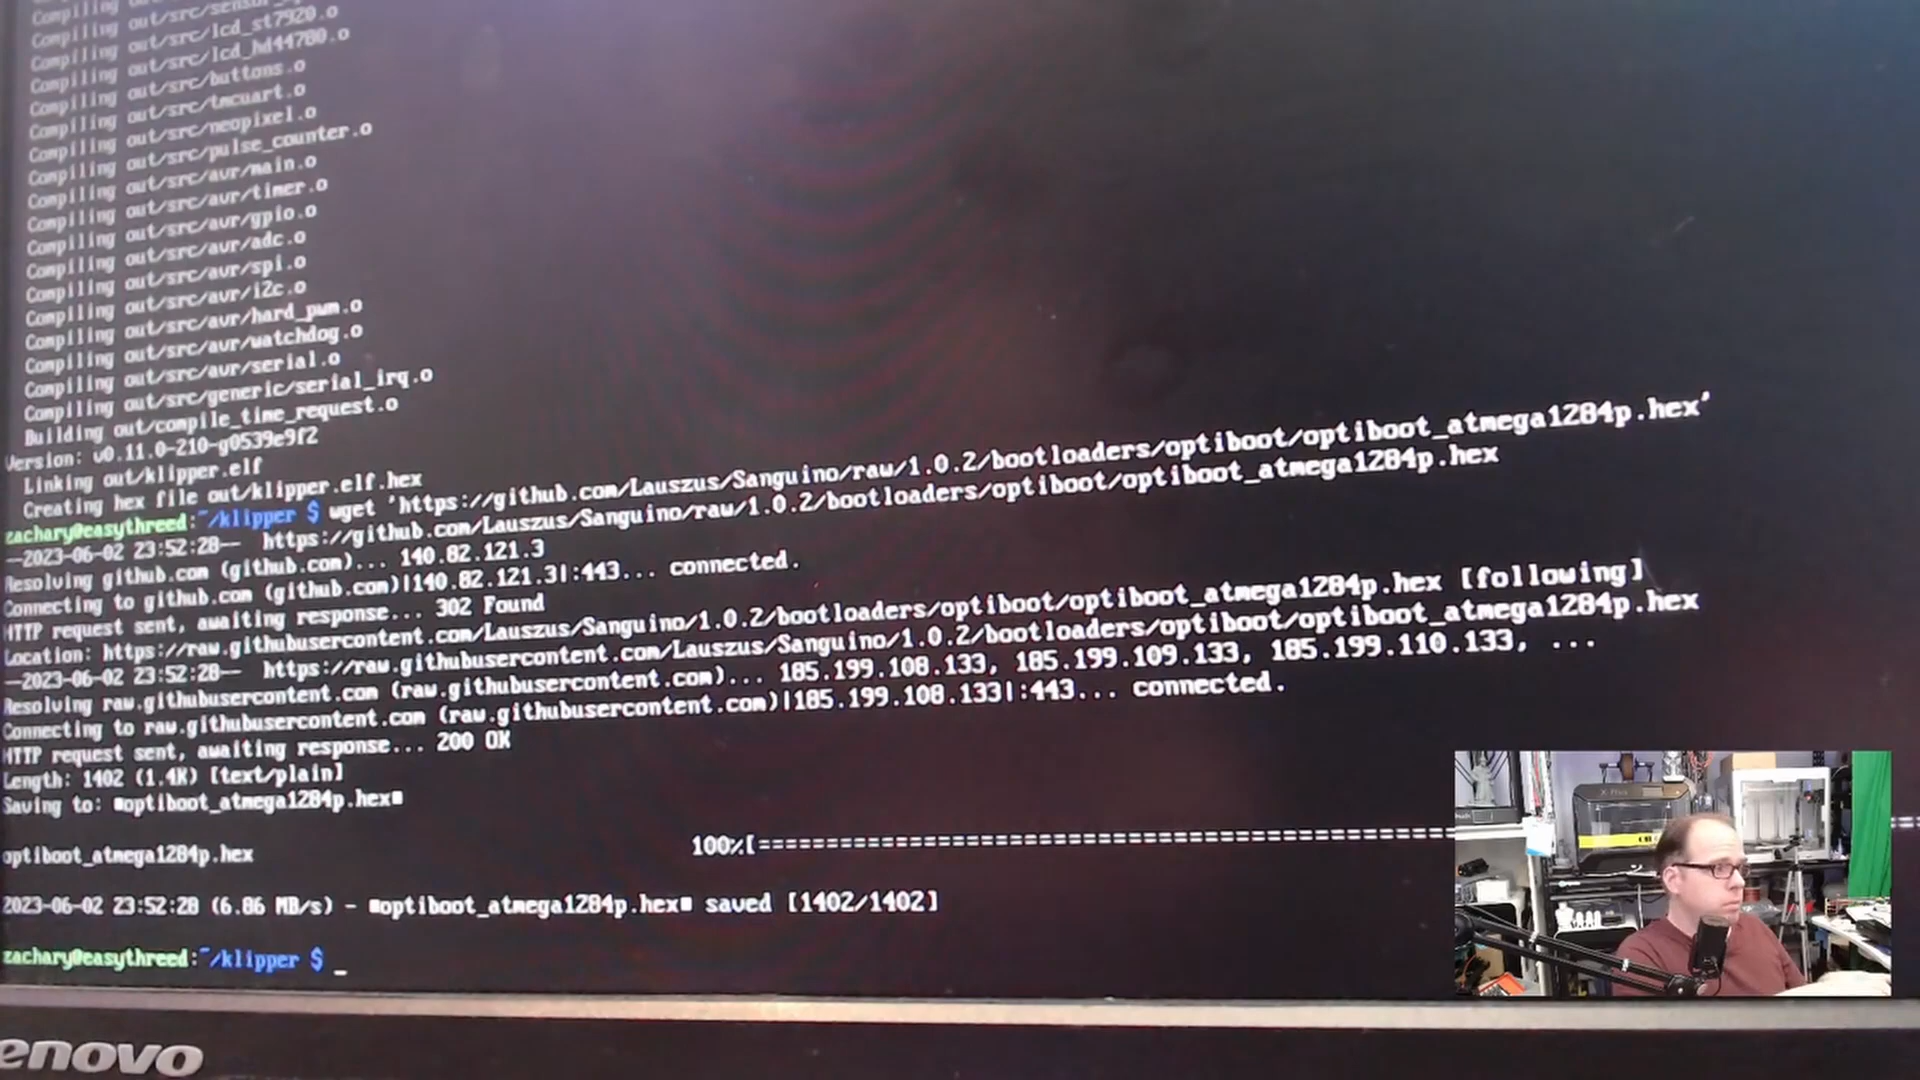 Compiling out/src/lcd_st7920.o
Compiling out/src/lcd_hd44780.o
Compiling out/src/buttons.o
Compiling out/src/tmcuart.o
Compiling out/src/neopixel.o
Compiling out/src/pulse_counter.o
Compiling out/src/avr/main.o
Compiling out/src/avr/timer.o
Compiling out/src/avr/gpio.o
Compiling out/src/avr/adc.o
Compiling out/src/avr/spi.o
Compiling out/src/avr/i2c.o
Compiling out/src/avr/hard_pwm.o
Compiling out/src/avr/watchdog.o
Compiling out/src/avr/serial.o
Compiling out/src/generic/serial_irq.o
Building out/compile_time_request.o
Version: v0.11.0-210-g0539e9f2
Linking out/klipper.elf
Creating hex file out/klipper.elf.hex
zachary@easythreed:~/klipper $ wget 'https://github.com/Lauszus/Sanguino/raw/1.0.2/bootloaders/optiboot/optiboot_atmega1284p.hex'
--2023-06-02 23:52:28-- https://github.com/Lauszus/Sanguino/raw/1.0.2/bootloaders/optiboot/optiboot_atmega1284p.hex
Resolving github.com (github.com)... 140.82.121.3
Connecting to github.com (github.com)|140.82.121.3|:443... connected.
HTTP request sent, awaiting response... 302 Found
Location: https://raw.githubusercontent.com/Lauszus/Sanguino/1.0.2/bootloaders/optiboot/optiboot_atmega1284p.hex [following]
--2023-06-02 23:52:28-- https://raw.githubusercontent.com/Lauszus/Sanguino/1.0.2/bootloaders/optiboot/optiboot_atmega1284p.hex
Resolving raw.githubusercontent.com (raw.githubusercontent.com)... 185.199.108.133, 185.199.109.133, 185.199.110.133, ...
Connecting to raw.githubusercontent.com (raw.githubusercontent.com)|185.199.108.133|:443... connected.
HTTP request sent, awaiting response... 200 OK
Length: 1402 (1.4K) [text/plain]
Saving to: ■optiboot_atmega1284p.hex■
optiboot_atmega1284p.hex 100%[==================================================
2023-06-02 23:52:28 (6.86 MB/s) - ■optiboot_atmega1284p.hex■ saved [1402/1402]
zachary@easythreed:~/klipper $ _
enovo
X-Plus